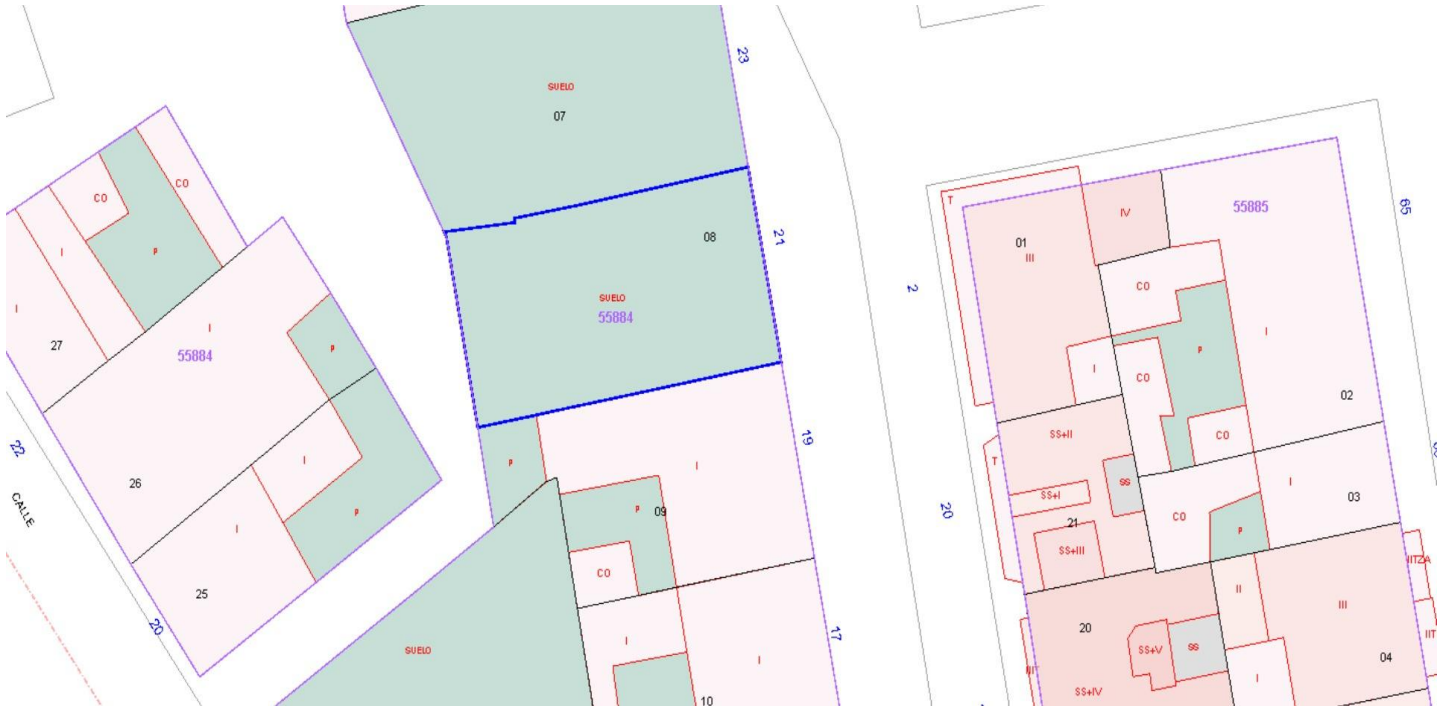 23
SUELO
07
CO
CO
I
P
I
27
I
55884
P
26
22
CALLE
I
I
P
25
20
08
21
SUELO
55884
19
P
I
P
09
CO
17
SUELO
I
I
10
T
IV
55885
65
01
III
2
CO
I
P
I
CO
02
SS+II
CO
T
SS
SS+I
I
03
20
21
CO
P
SS+III
ITZA
II
III
20
SS+V
SS
04
SS+IV
I